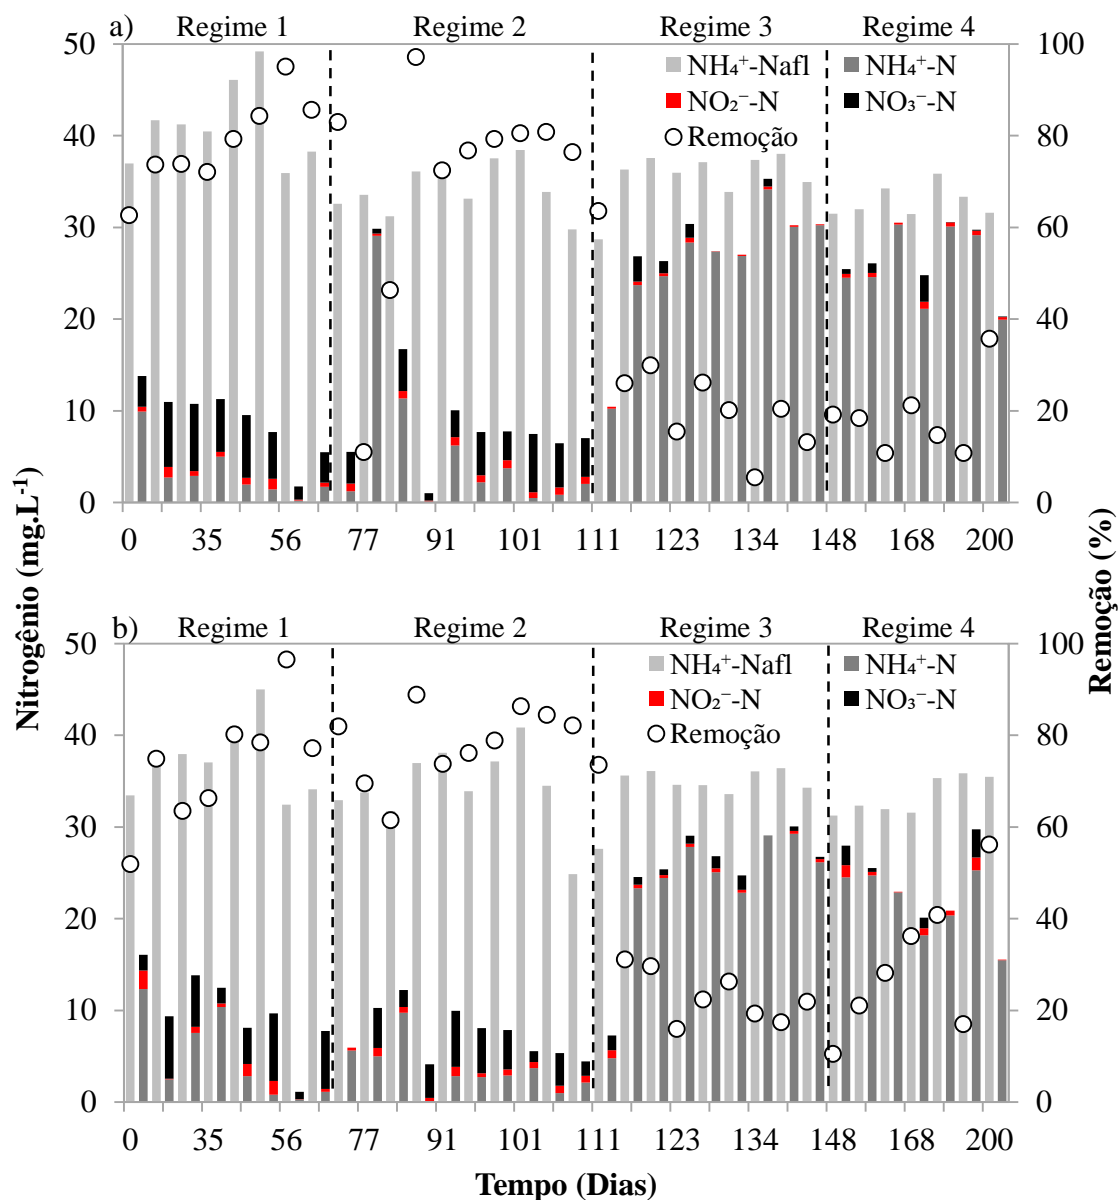 a) Regime 1 Regime 2 Regime 3 Regime 4
50 100
NH₄⁺-Nafl NH₄⁺-N
NO₂⁻-N NO₃⁻-N
40 80
Remoção
30 60
20 40
10 20
0 0
0 35 56 77 91 101 111 123 134 148 168 200
Nitrogênio (mg.L⁻¹)
Remoção (%)
b) Regime 1 Regime 2 Regime 3 Regime 4
50 100
NH₄⁺-Nafl NH₄⁺-N
NO₂⁻-N NO₃⁻-N
40 80
Remoção
30 60
20 40
10 20
0 0
0 35 56 77 91 101 111 123 134 148 168 200
Tempo (Dias)